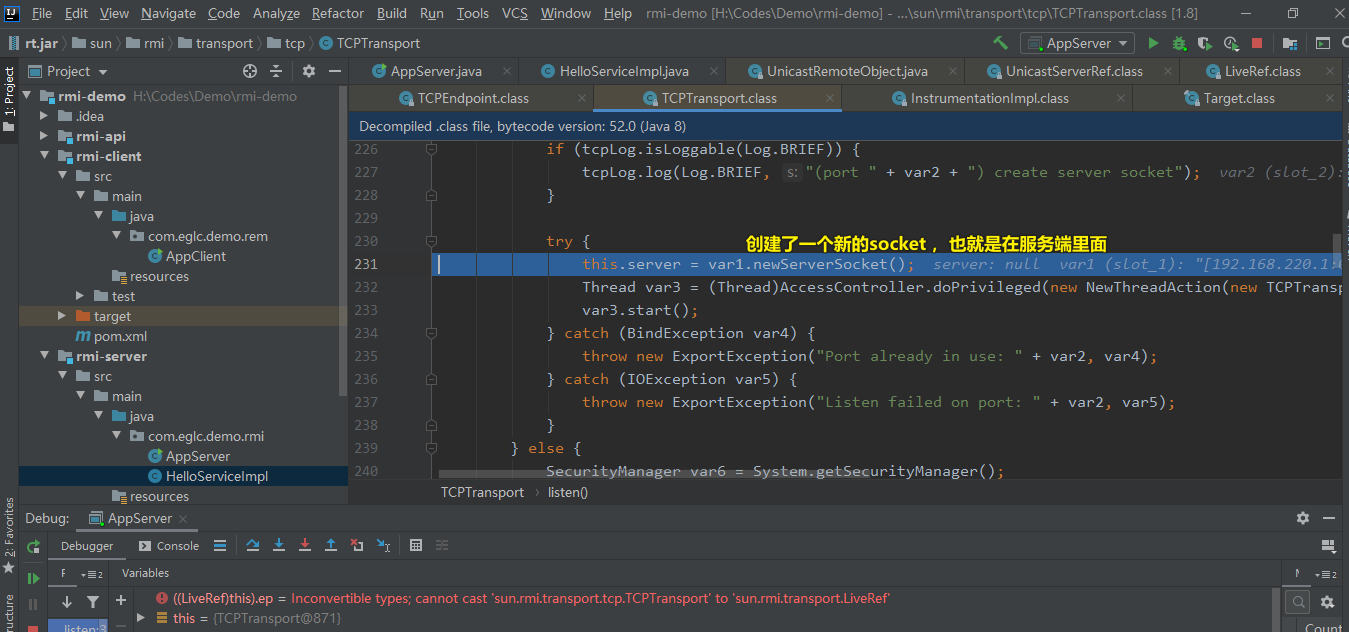 File Edit View Navigate Code Analyze Refactor Build Run Tools VCS Window Help rmi-demo [H:\Codes\Demo\rmi-demo] - ...\sun\rmi\transport\tcp\TCPTransport.class [1.8]
rt.jar sun rmi transport tcp TCPTransport AppServer
1: Project
Project
AppServer.java HelloServiceImpl.java UnicastRemoteObject.java UnicastServerRef.class LiveRef.class
TCPEndpoint.class TCPTransport.class InstrumentationImpl.class Target.class
rmi-demo H:\Codes\Demo\rmi-demo
.idea
rmi-api
rmi-client
src
main
java
com.eglc.demo.rem
AppClient
resources
test
target
pom.xml
rmi-server
src
main
java
com.eglc.demo.rmi
AppServer
HelloServiceImpl
resources
Decompiled .class file, bytecode version: 52.0 (Java 8)
226 if (tcpLog.isLoggable(Log.BRIEF)) {
227 tcpLog.log(Log.BRIEF, s: "(port " + var2 + ") create server socket"); var2 (slot_2):
228 }
229
230 try {
创建了一个新的socket ，也就是在服务端里面
231 this.server = var1.newServerSocket(); server: null var1 (slot_1): "[192.168.220.1:
232 Thread var3 = (Thread)AccessController.doPrivileged(new NewThreadAction(new TCPTransp
233 var3.start();
234 } catch (BindException var4) {
235 throw new ExportException("Port already in use: " + var2, var4);
236 } catch (IOException var5) {
237 throw new ExportException("Listen failed on port: " + var2, var5);
238 }
239 } else {
240 SecurityManager var6 = System.getSecurityManager();
TCPTransport › listen()
2: Favorites
Debug: AppServer
Debugger Console
F 2 Variables 2
((LiveRef)this).ep = Inconvertible types; cannot cast 'sun.rmi.transport.tcp.TCPTransport' to 'sun.rmi.transport.LiveRef'
this = {TCPTransport@871}
listen:3 Count
ructure